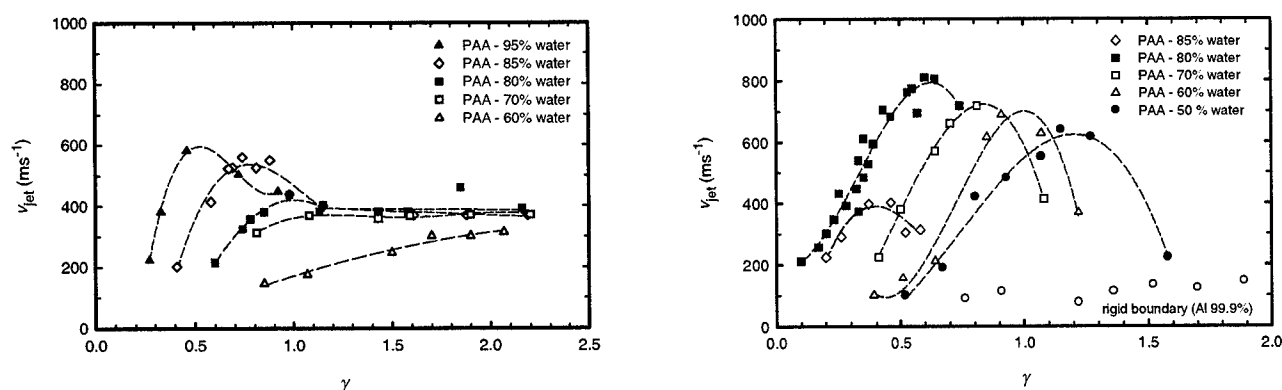 1000
800
600
400
200
0
v_jet (ms⁻¹)
PAA - 95% water
PAA - 85% water
PAA - 80% water
PAA - 70% water
PAA - 60% water
0.0 0.5 1.0 1.5 2.0 2.5
γ
1000
800
600
400
200
0
v_jet (ms⁻¹)
PAA - 85% water
PAA - 80% water
PAA - 70% water
PAA - 60% water
PAA - 50 % water
rigid boundary (Al 99.9%)
0.0 0.5 1.0 1.5 2.0
γ